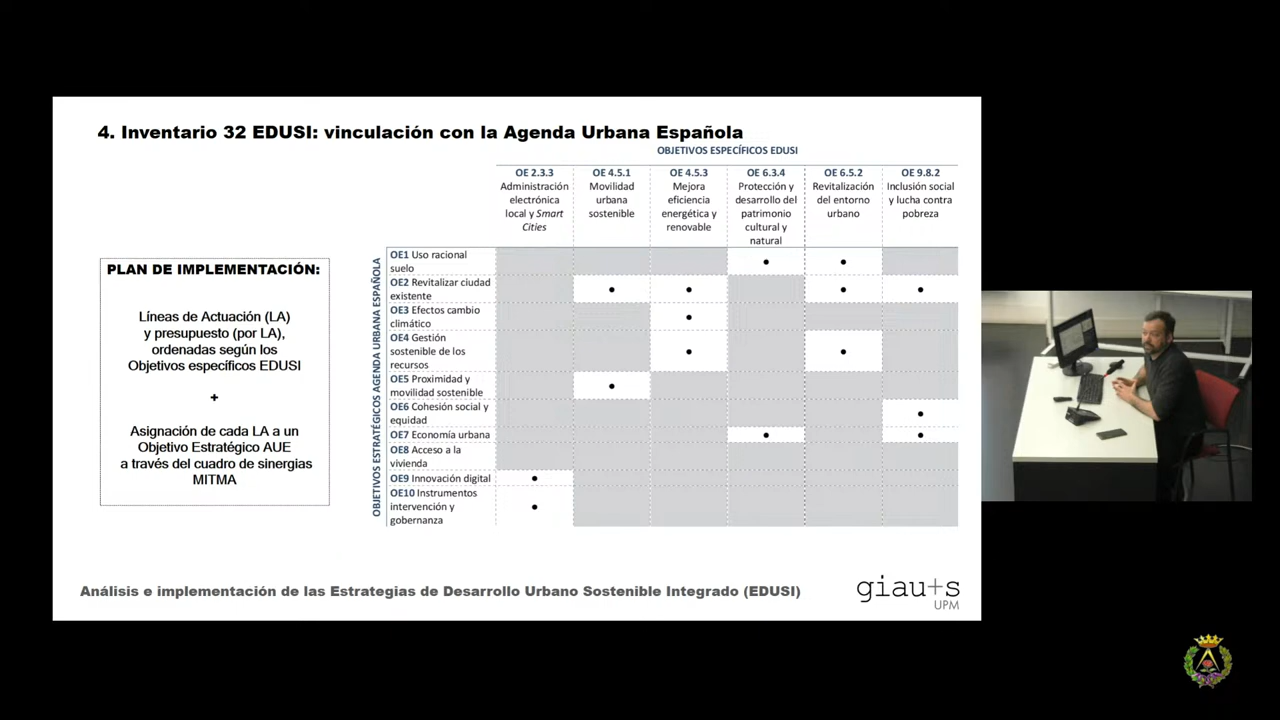 4. Inventario 32 EDUSI: vinculación con la Agenda Urbana Española
OBJETIVOS ESPECÍFICOS EDUSI
OE 2.3.3
Administración
electrónica
local y Smart
Cities
OE 4.5.1
Movilidad
urbana
sostenible
OE 4.5.3
Mejora
eficiencia
energética y
renovable
OE 6.3.4
Protección y
desarrollo del
patrimonio
cultural y
natural
OE 6.5.2
Revitalización
del entorno
urbano
OE 9.8.2
Inclusión social
y lucha contra
pobreza
PLAN DE IMPLEMENTACIÓN:
Líneas de Actuación (LA)
y presupuesto (por LA),
ordenadas según los
Objetivos específicos EDUSI
+
Asignación de cada LA a un
Objetivo Estratégico AUE
a través del cuadro de sinergias
MITMA
OBJETIVOS ESTRATÉGICOS AGENDA URBANA ESPAÑOLA
OE1 Uso racional
suelo
OE2 Revitalizar ciudad
existente
OE3 Efectos cambio
climático
OE4 Gestión
sostenible de los
recursos
OE5 Proximidad y
movilidad sostenible
OE6 Cohesión social y
equidad
OE7 Economía urbana
OE8 Acceso a la
vivienda
OE9 Innovación digital
OE10 Instrumentos
intervención y
gobernanza
Análisis e implementación de las Estrategias de Desarrollo Urbano Sostenible Integrado (EDUSI)
giau+s
UPM